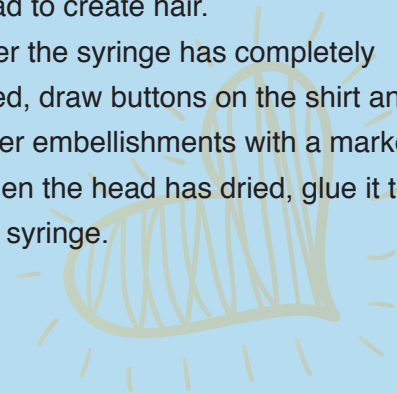 ad to create hair.
er the syringe has completely
ed, draw buttons on the shirt an
er embellishments with a marke
en the head has dried, glue it t
syringe.